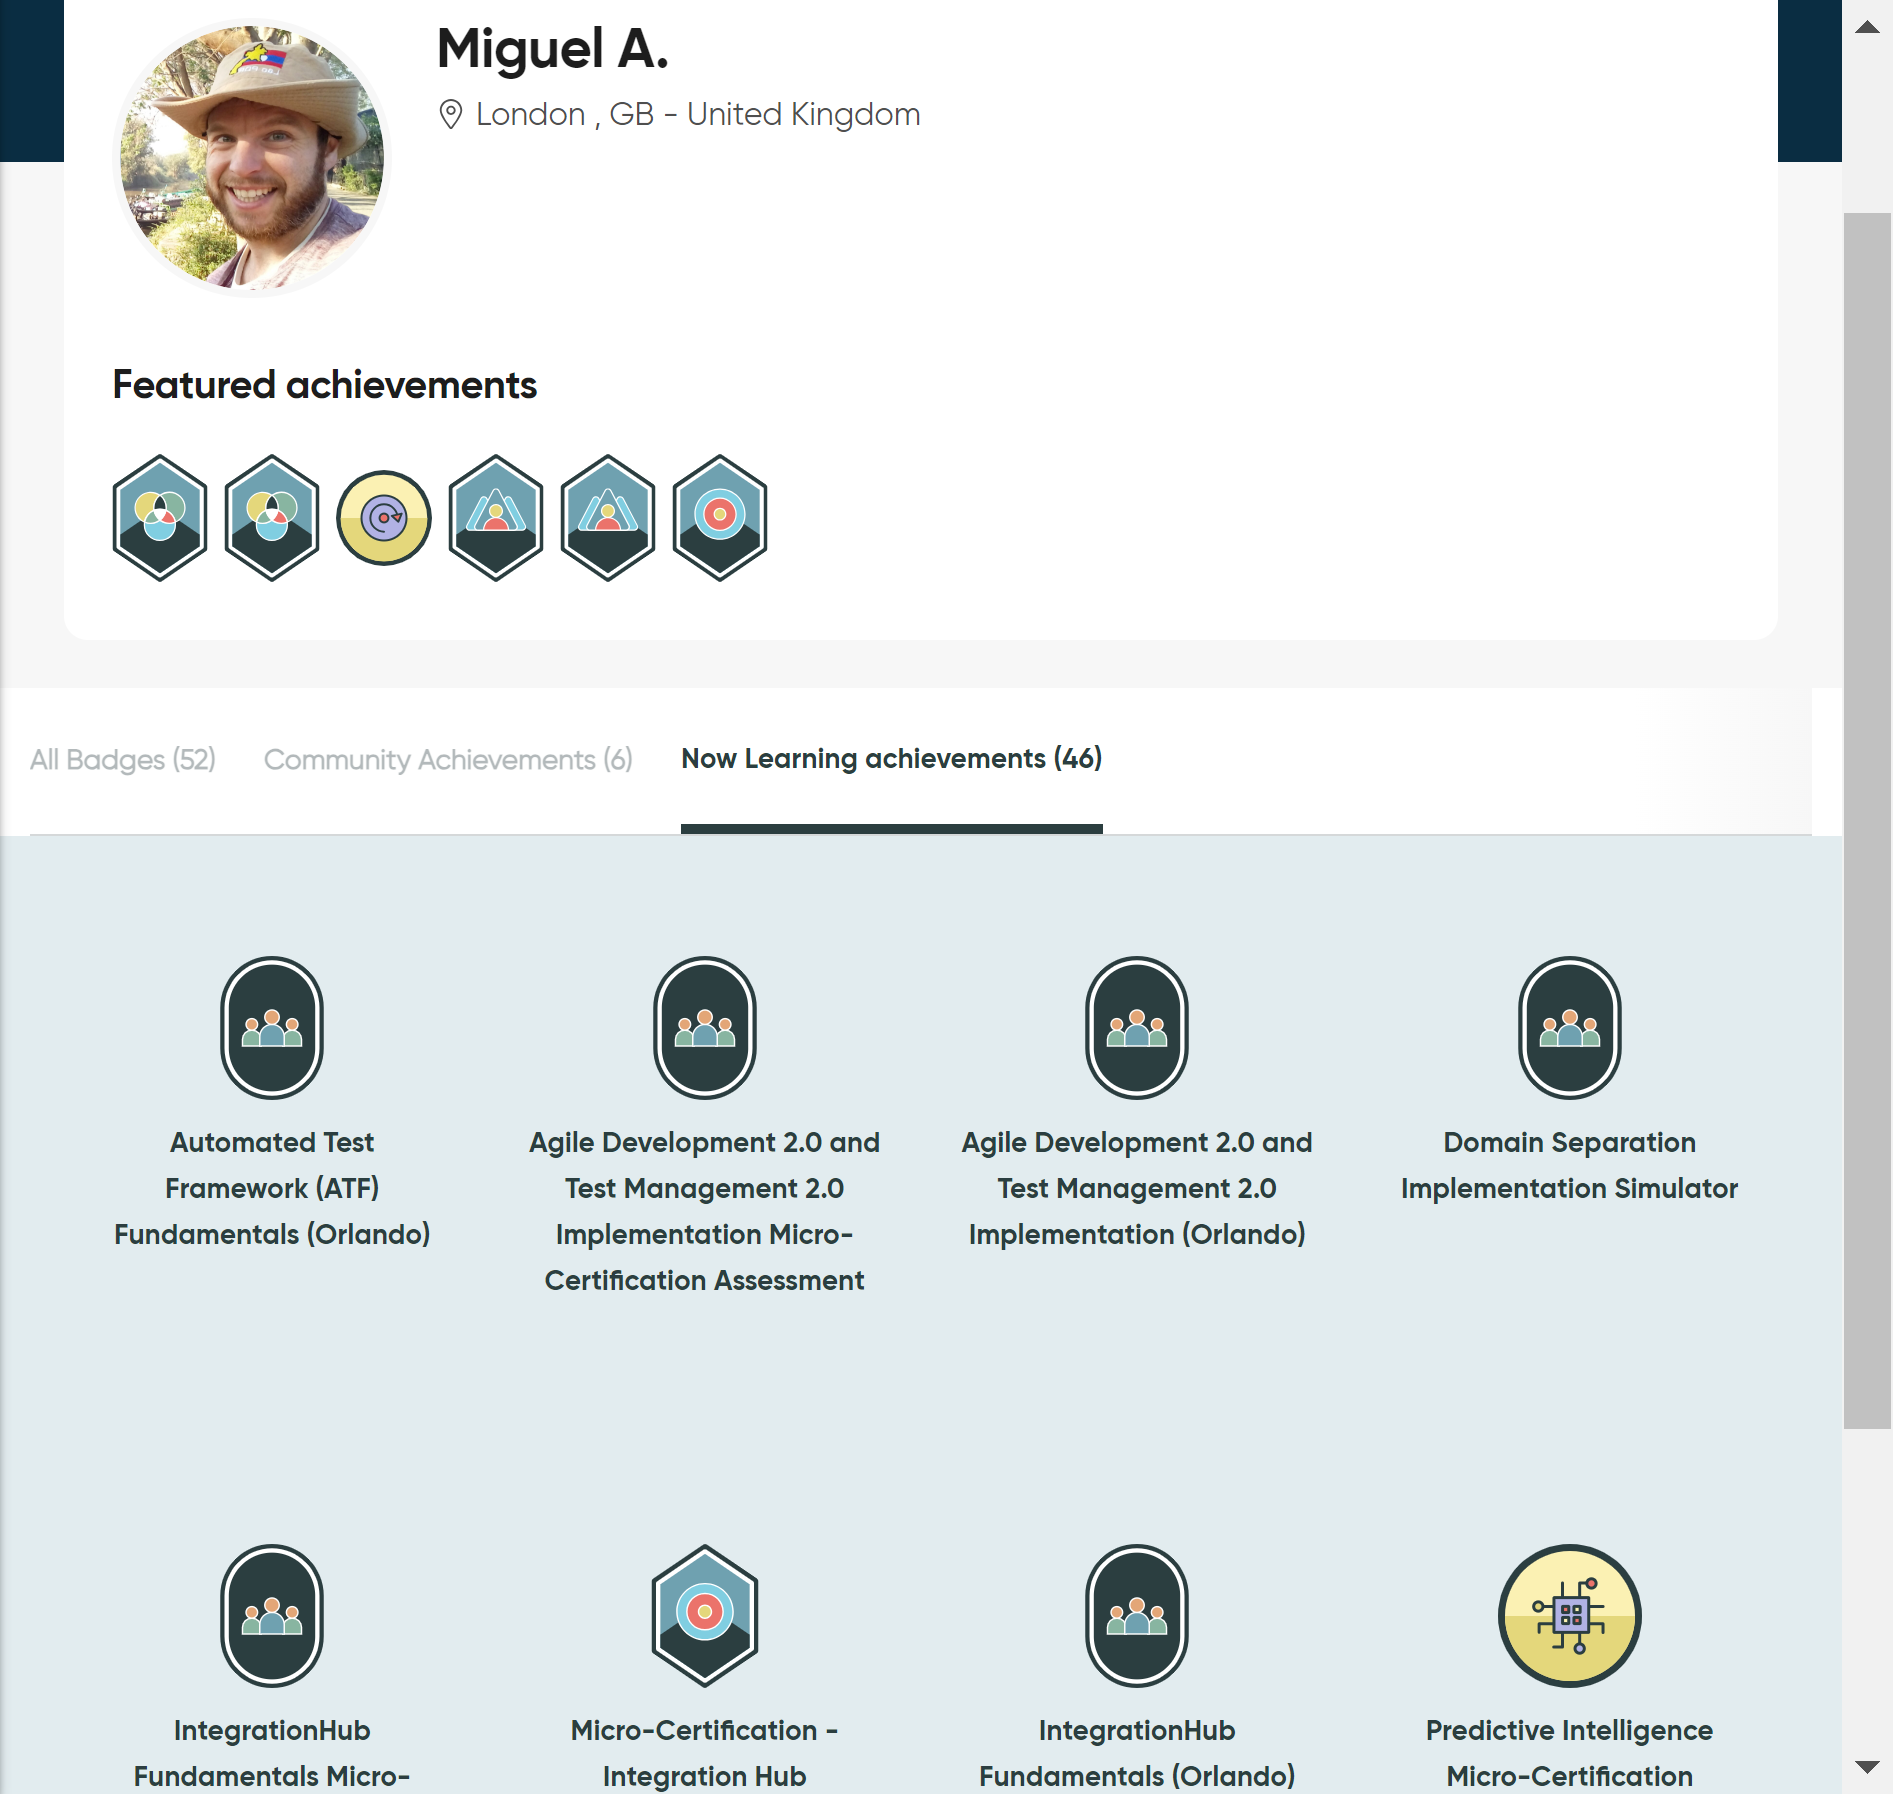 Miguel A.
London , GB - United Kingdom
Featured achievements
All Badges (52)
Community Achievements (6)
Now Learning achievements (46)
Automated Test
Framework (ATF)
Fundamentals (Orlando)
Agile Development 2.0 and
Test Management 2.0
Implementation Micro-
Certification Assessment
Agile Development 2.0 and
Test Management 2.0
Implementation (Orlando)
Domain Separation
Implementation Simulator
IntegrationHub
Fundamentals Micro-
Micro-Certification -
Integration Hub
IntegrationHub
Fundamentals (Orlando)
Predictive Intelligence
Micro-Certification